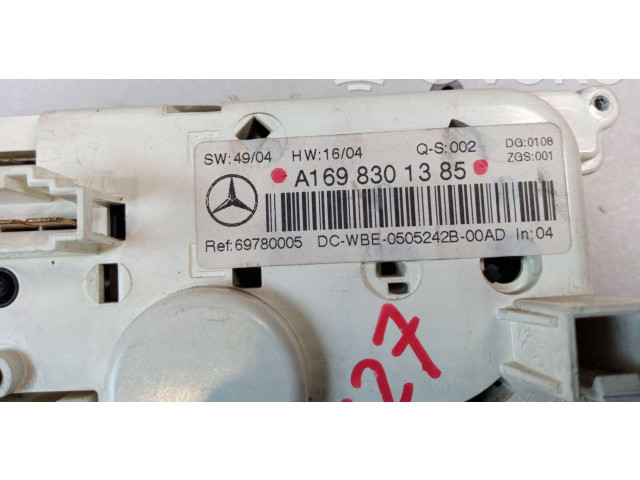 SW:49/04 HW:16/04 Q-S:002 DG:0108
ZGS:001
A169 830 13 85
Ref:69780005 DC-WBE-0505242B-00AD In:04
27